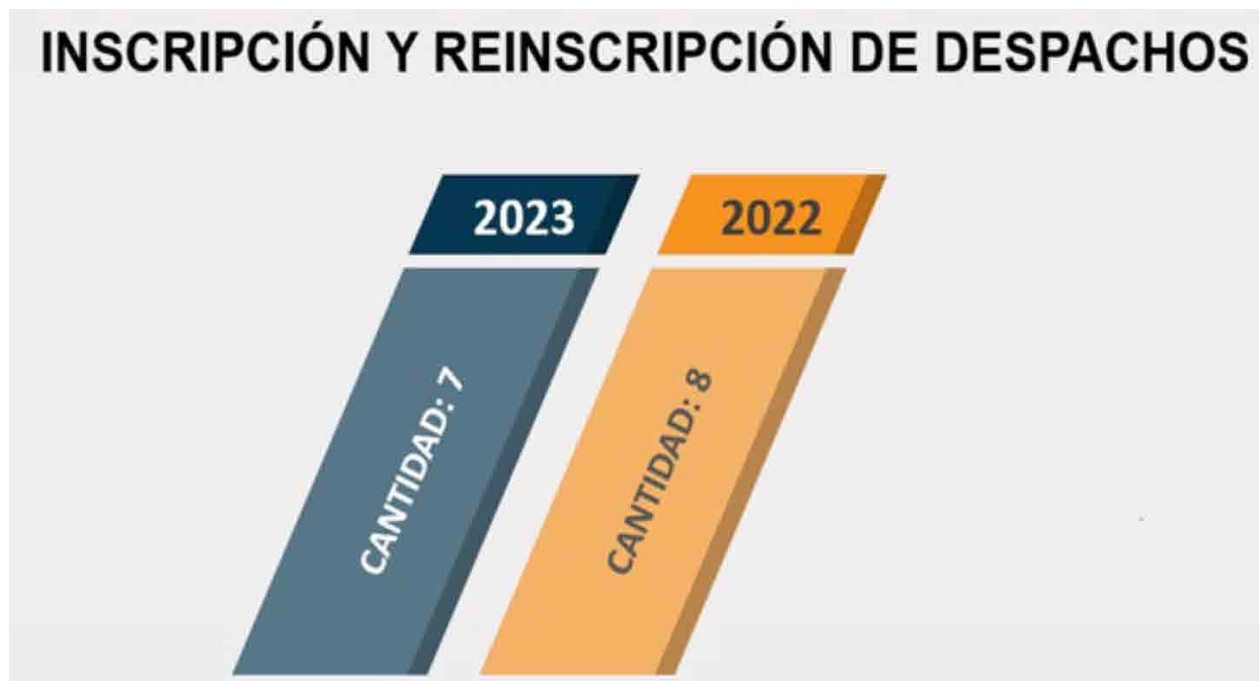 INSCRIPCIÓN Y REINSCRIPCIÓN DE DESPACHOS
2023
2022
CANTIDAD: 7
CANTIDAD: 8